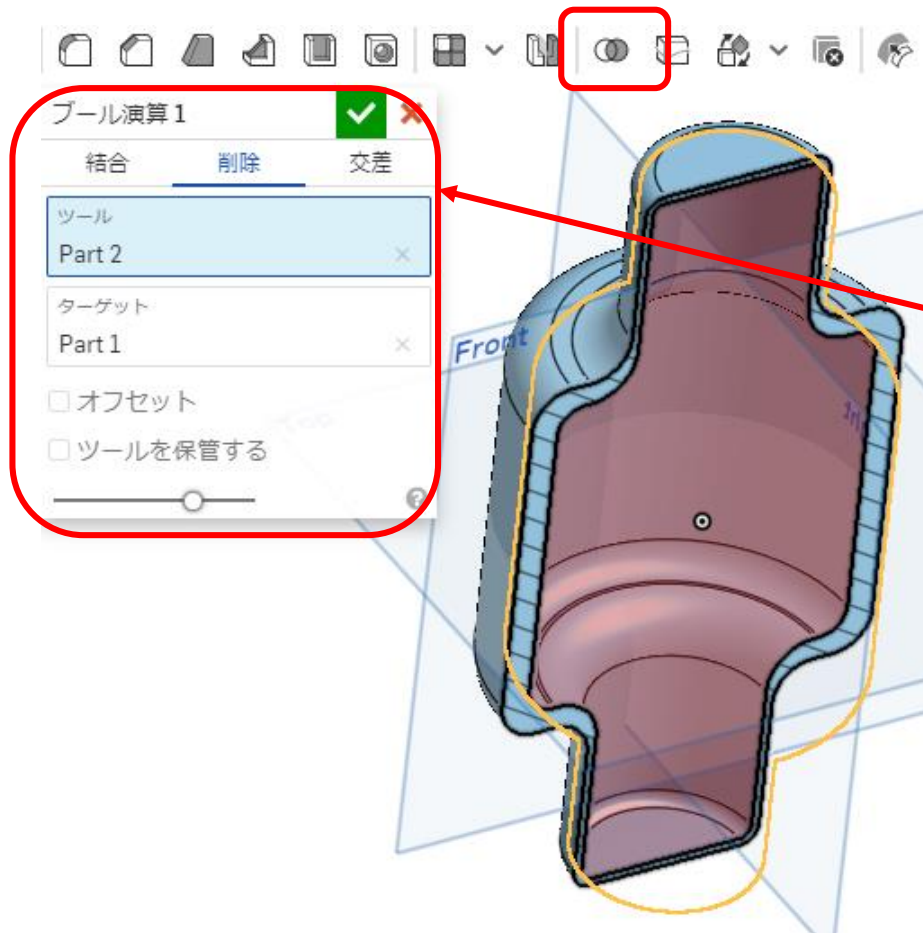 ブール演算 1
結合 削除 交差
ツール
Part 2
ターゲット
Part 1
Front
オフセット
ツールを保管する